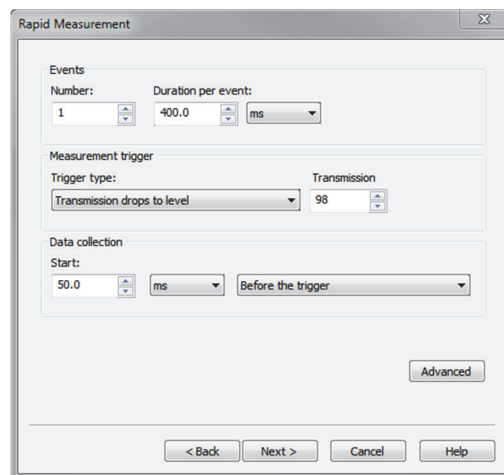 Rapid Measurement
Events
Number: Duration per event:
1 400.0 ms
Measurement trigger
Trigger type: Transmission
Transmission drops to level 98
Data collection
Start:
50.0 ms Before the trigger
Advanced
< Back Next > Cancel Help